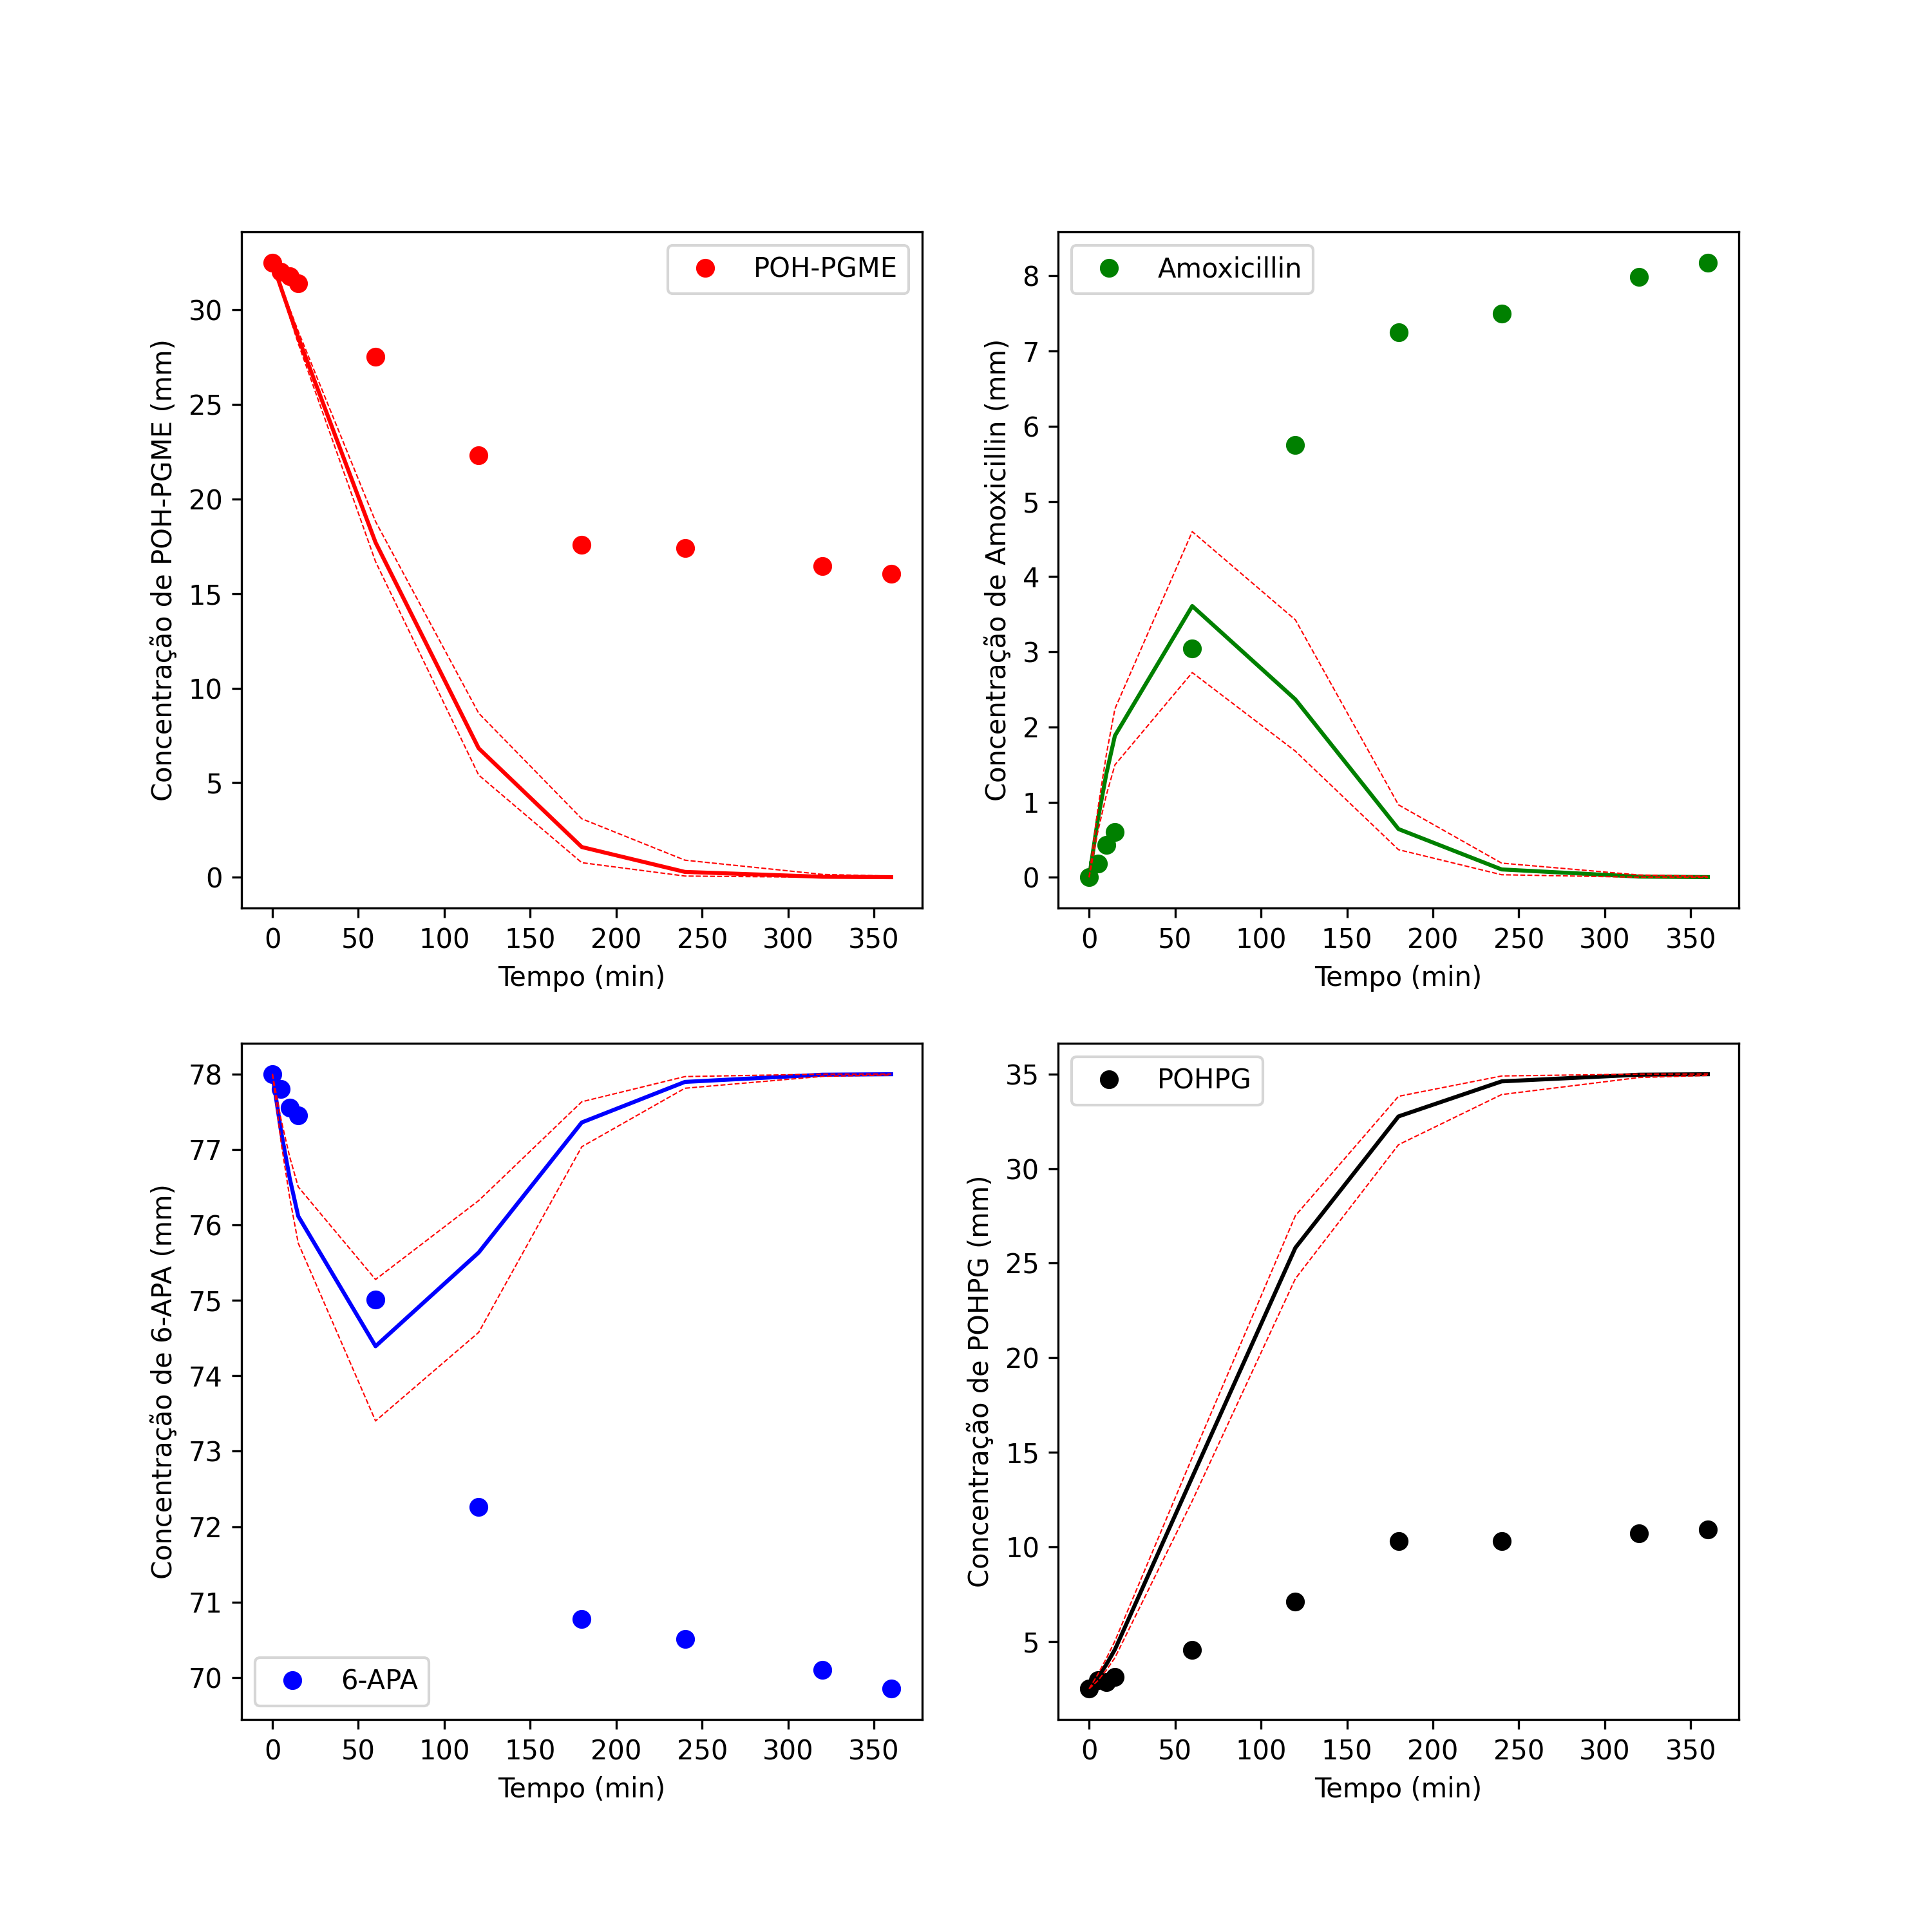 POH-PGME
Concentração de POH-PGME (mm)
30
25
20
15
10
5
0
0 50 100 150 200 250 300 350
Tempo (min)
Amoxicillin
Concentração de Amoxicillin (mm)
8
7
6
5
4
3
2
1
0
0 50 100 150 200 250 300 350
Tempo (min)
6-APA
Concentração de 6-APA (mm)
78
77
76
75
74
73
72
71
70
0 50 100 150 200 250 300 350
Tempo (min)
POHPG
Concentração de POHPG (mm)
35
30
25
20
15
10
5
0 50 100 150 200 250 300 350
Tempo (min)